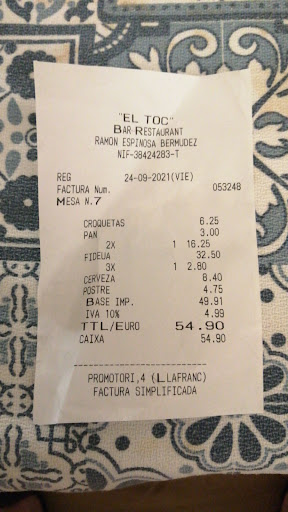 "EL TOC"
BAR RESTAURANT
RAMON ESPINOSA BERMUDEZ
NIF-38424283-T
REG 24-09-2021(VIE)
FACTURA Num. 053248
MESA N.7
CROQUETAS 6.25
PAN 3.00
2X 1 16.25
FIDEUA 32.50
3X 1 2.80
CERVEZA 8.40
POSTRE 4.75
BASE IMP. 49.91
IVA 10% 4.99
TTL/EURO 54.90
CAIXA 54.90
PROMOTORI,4 (LLAFRANC)
FACTURA SIMPLIFICADA